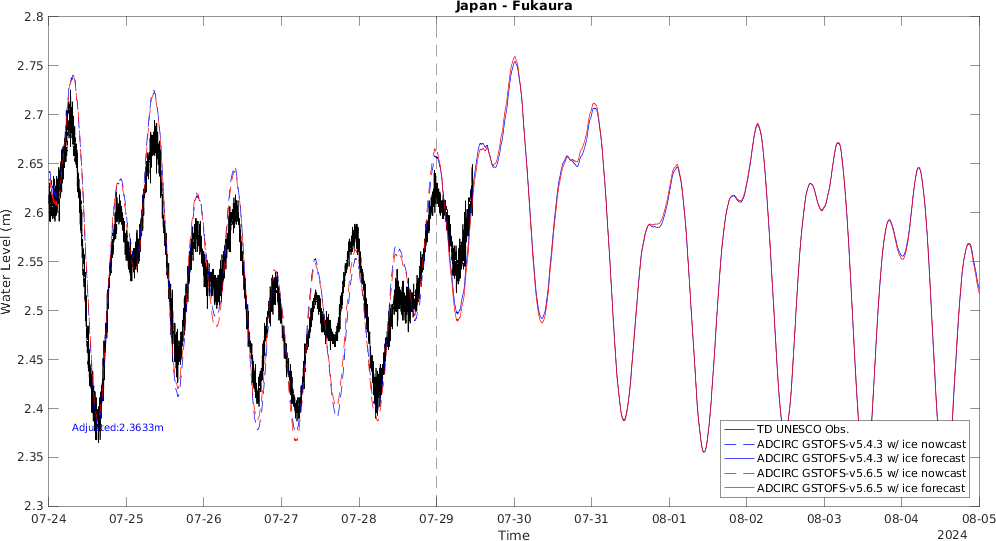 Japan - Fukaura
2.8
2.75
2.7
2.65
2.6
2.55
2.5
2.45
2.4
2.35
2.3
Water Level (m)
Adjusted:2.3633m
TD UNESCO Obs.
ADCIRC GSTOFS-v5.4.3 w/ ice nowcast
ADCIRC GSTOFS-v5.4.3 w/ ice forecast
ADCIRC GSTOFS-v5.6.5 w/ ice nowcast
ADCIRC GSTOFS-v5.6.5 w/ ice forecast
07-24 07-25 07-26 07-27 07-28 07-29 07-30 07-31 08-01 08-02 08-03 08-04 08-05
Time
2024